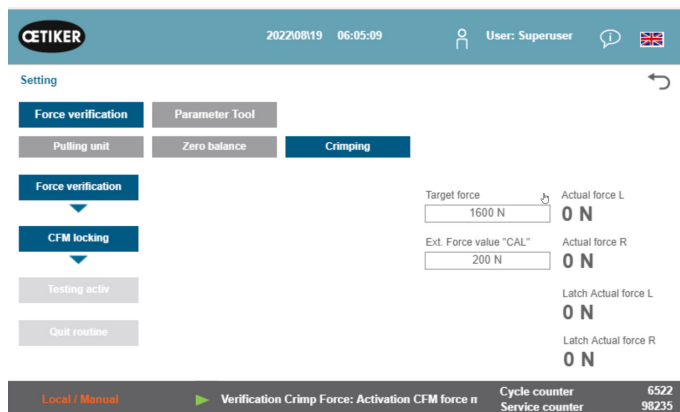 OETIKER
2022\08\19 06:05:09
User: Superuser
Setting
Force verification Parameter Tool
Pulling unit Zero balance Crimping
Force verification
Target force Actual force L
1600 N 0 N
CFM locking
Ext. Force value "CAL" Actual force R
200 N 0 N
Testing activ
Latch Actual force L
0 N
Quit routine
Latch Actual force R
0 N
Local / Manual Verification Crimp Force: Activation CFM force Cycle counter 6522
Service counter 98235